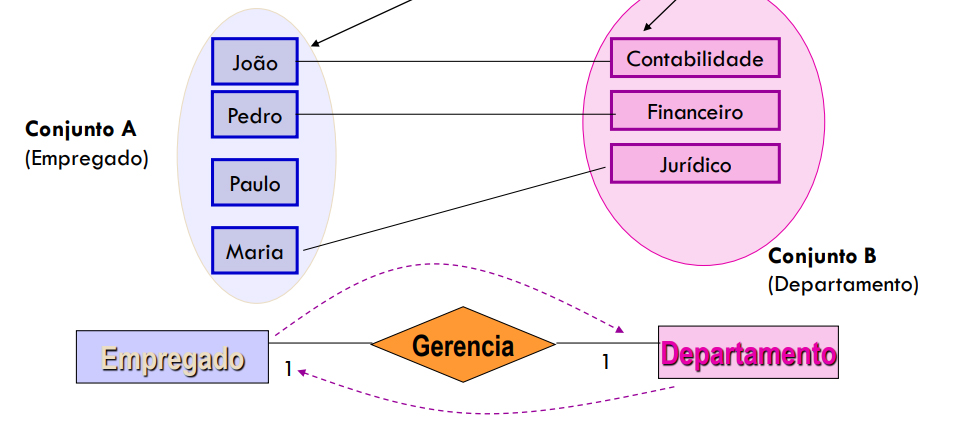 João
Contabilidade
Pedro
Financeiro
Conjunto A
(Empregado)
Jurídico
Paulo
Maria
Conjunto B
(Departamento)
Empregado
1
Gerencia
1
Departamento